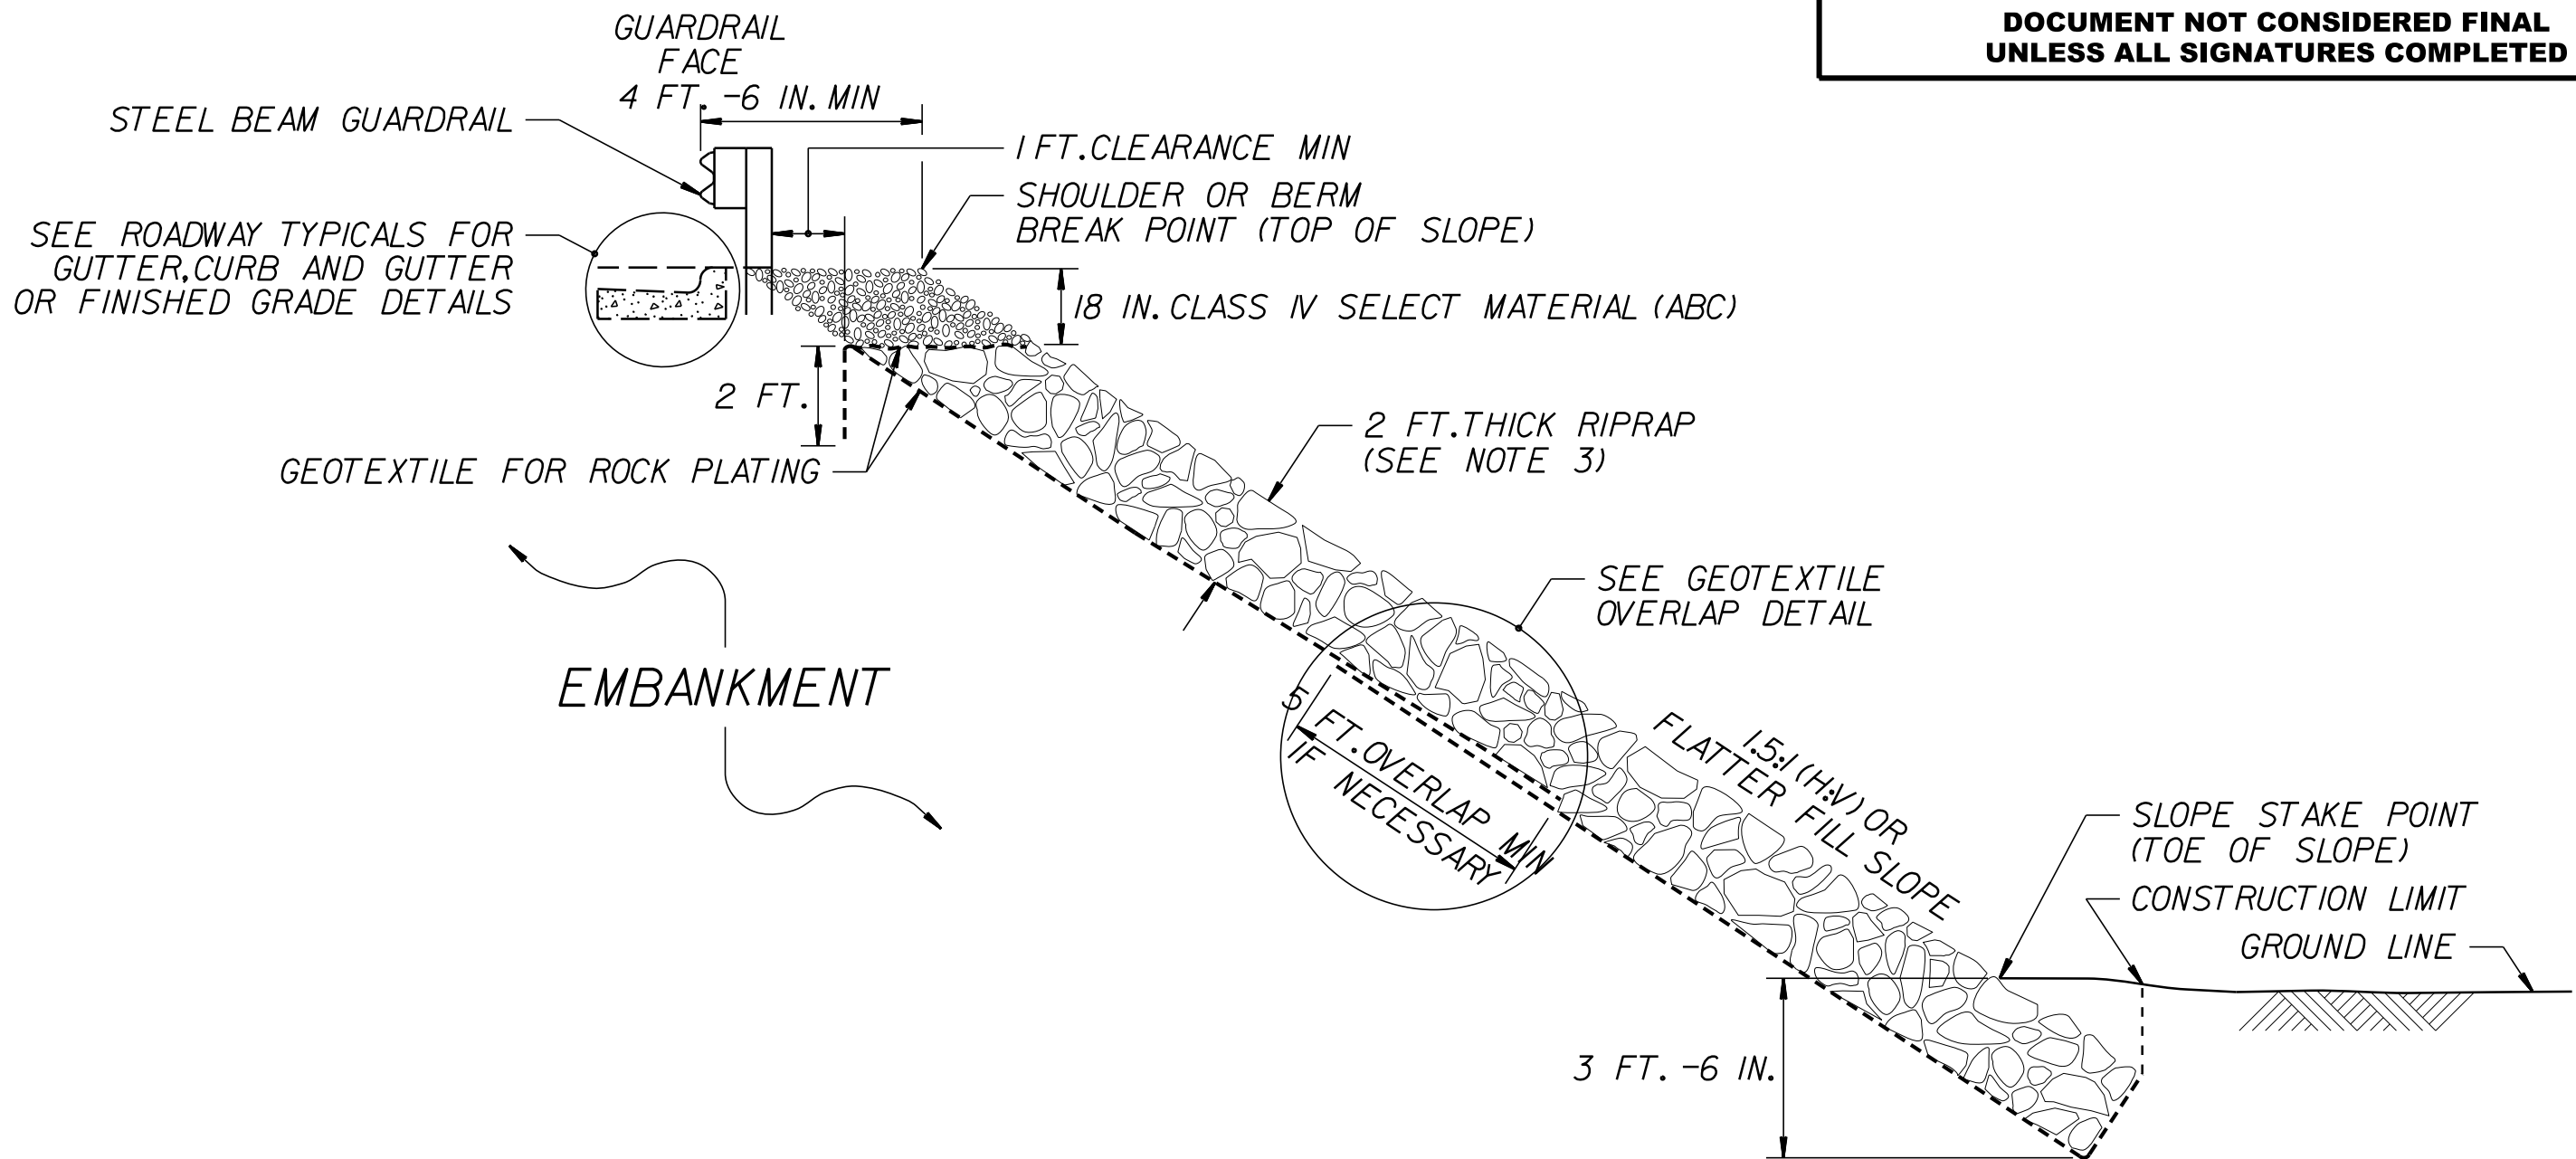 DOCUMENT NOT CONSIDERED FINAL
UNLESS ALL SIGNATURES COMPLETED
GUARDRAIL
FACE
4 FT. -6 IN. MIN
STEEL BEAM GUARDRAIL
1 FT. CLEARANCE MIN
SHOULDER OR BERM
BREAK POINT (TOP OF SLOPE)
SEE ROADWAY TYPICALS FOR
GUTTER, CURB AND GUTTER
OR FINISHED GRADE DETAILS
18 IN. CLASS IV SELECT MATERIAL (ABC)
2 FT.
2 FT. THICK RIPRAP
(SEE NOTE 3)
GEOTEXTILE FOR ROCK PLATING
SEE GEOTEXTILE
OVERLAP DETAIL
EMBANKMENT
5 FT. OVERLAP MIN
IF NECESSARY
1.5:1 (H:V) OR
FLATTER FILL SLOPE
SLOPE STAKE POINT
(TOE OF SLOPE)
CONSTRUCTION LIMIT
GROUND LINE
3 FT. -6 IN.